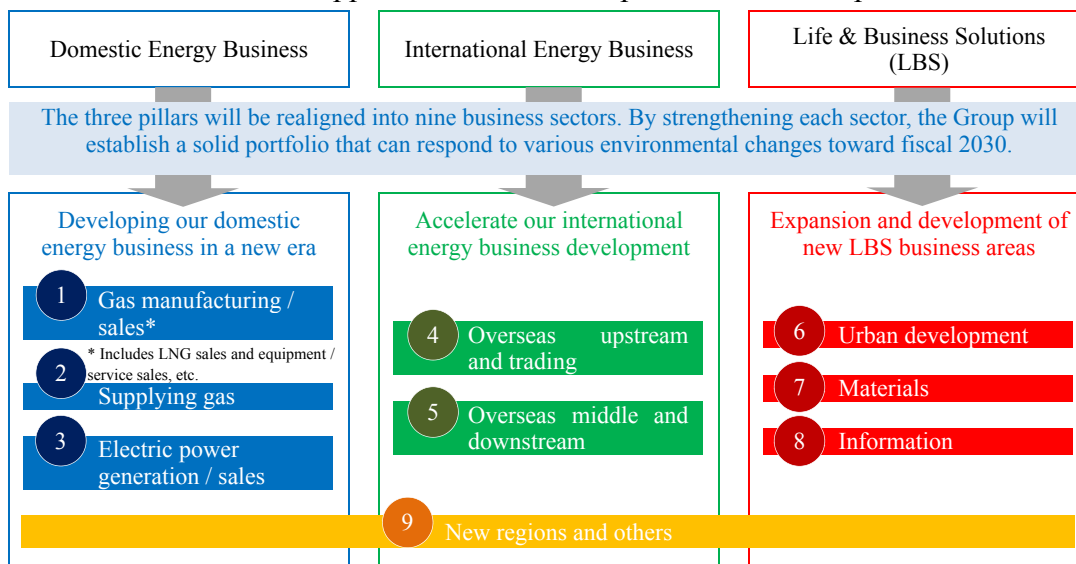 Domestic Energy Business
International Energy Business
Life & Business Solutions
(LBS)
The three pillars will be realigned into nine business sectors. By strengthening each sector, the Group will
establish a solid portfolio that can respond to various environmental changes toward fiscal 2030.
Developing our domestic
energy business in a new era
1
Gas manufacturing /
sales*
* Includes LNG sales and equipment /
service sales, etc.
2
Supplying gas
3
Electric power
generation / sales
Accelerate our international
energy business development
4
Overseas upstream
and trading
5
Overseas middle and
downstream
Expansion and development of
new LBS business areas
6
Urban development
7
Materials
8
Information
9
New regions and others